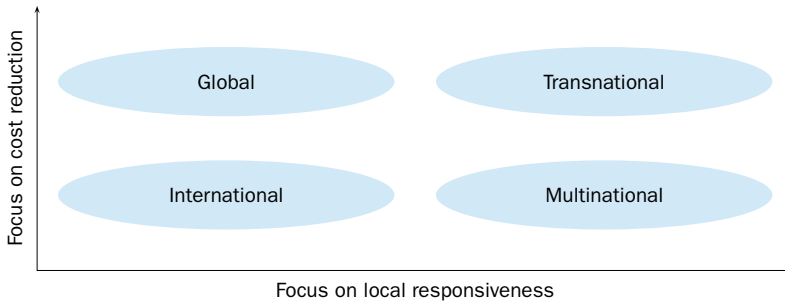 Focus on cost reduction
Global
Transnational
International
Multinational
Focus on local responsiveness